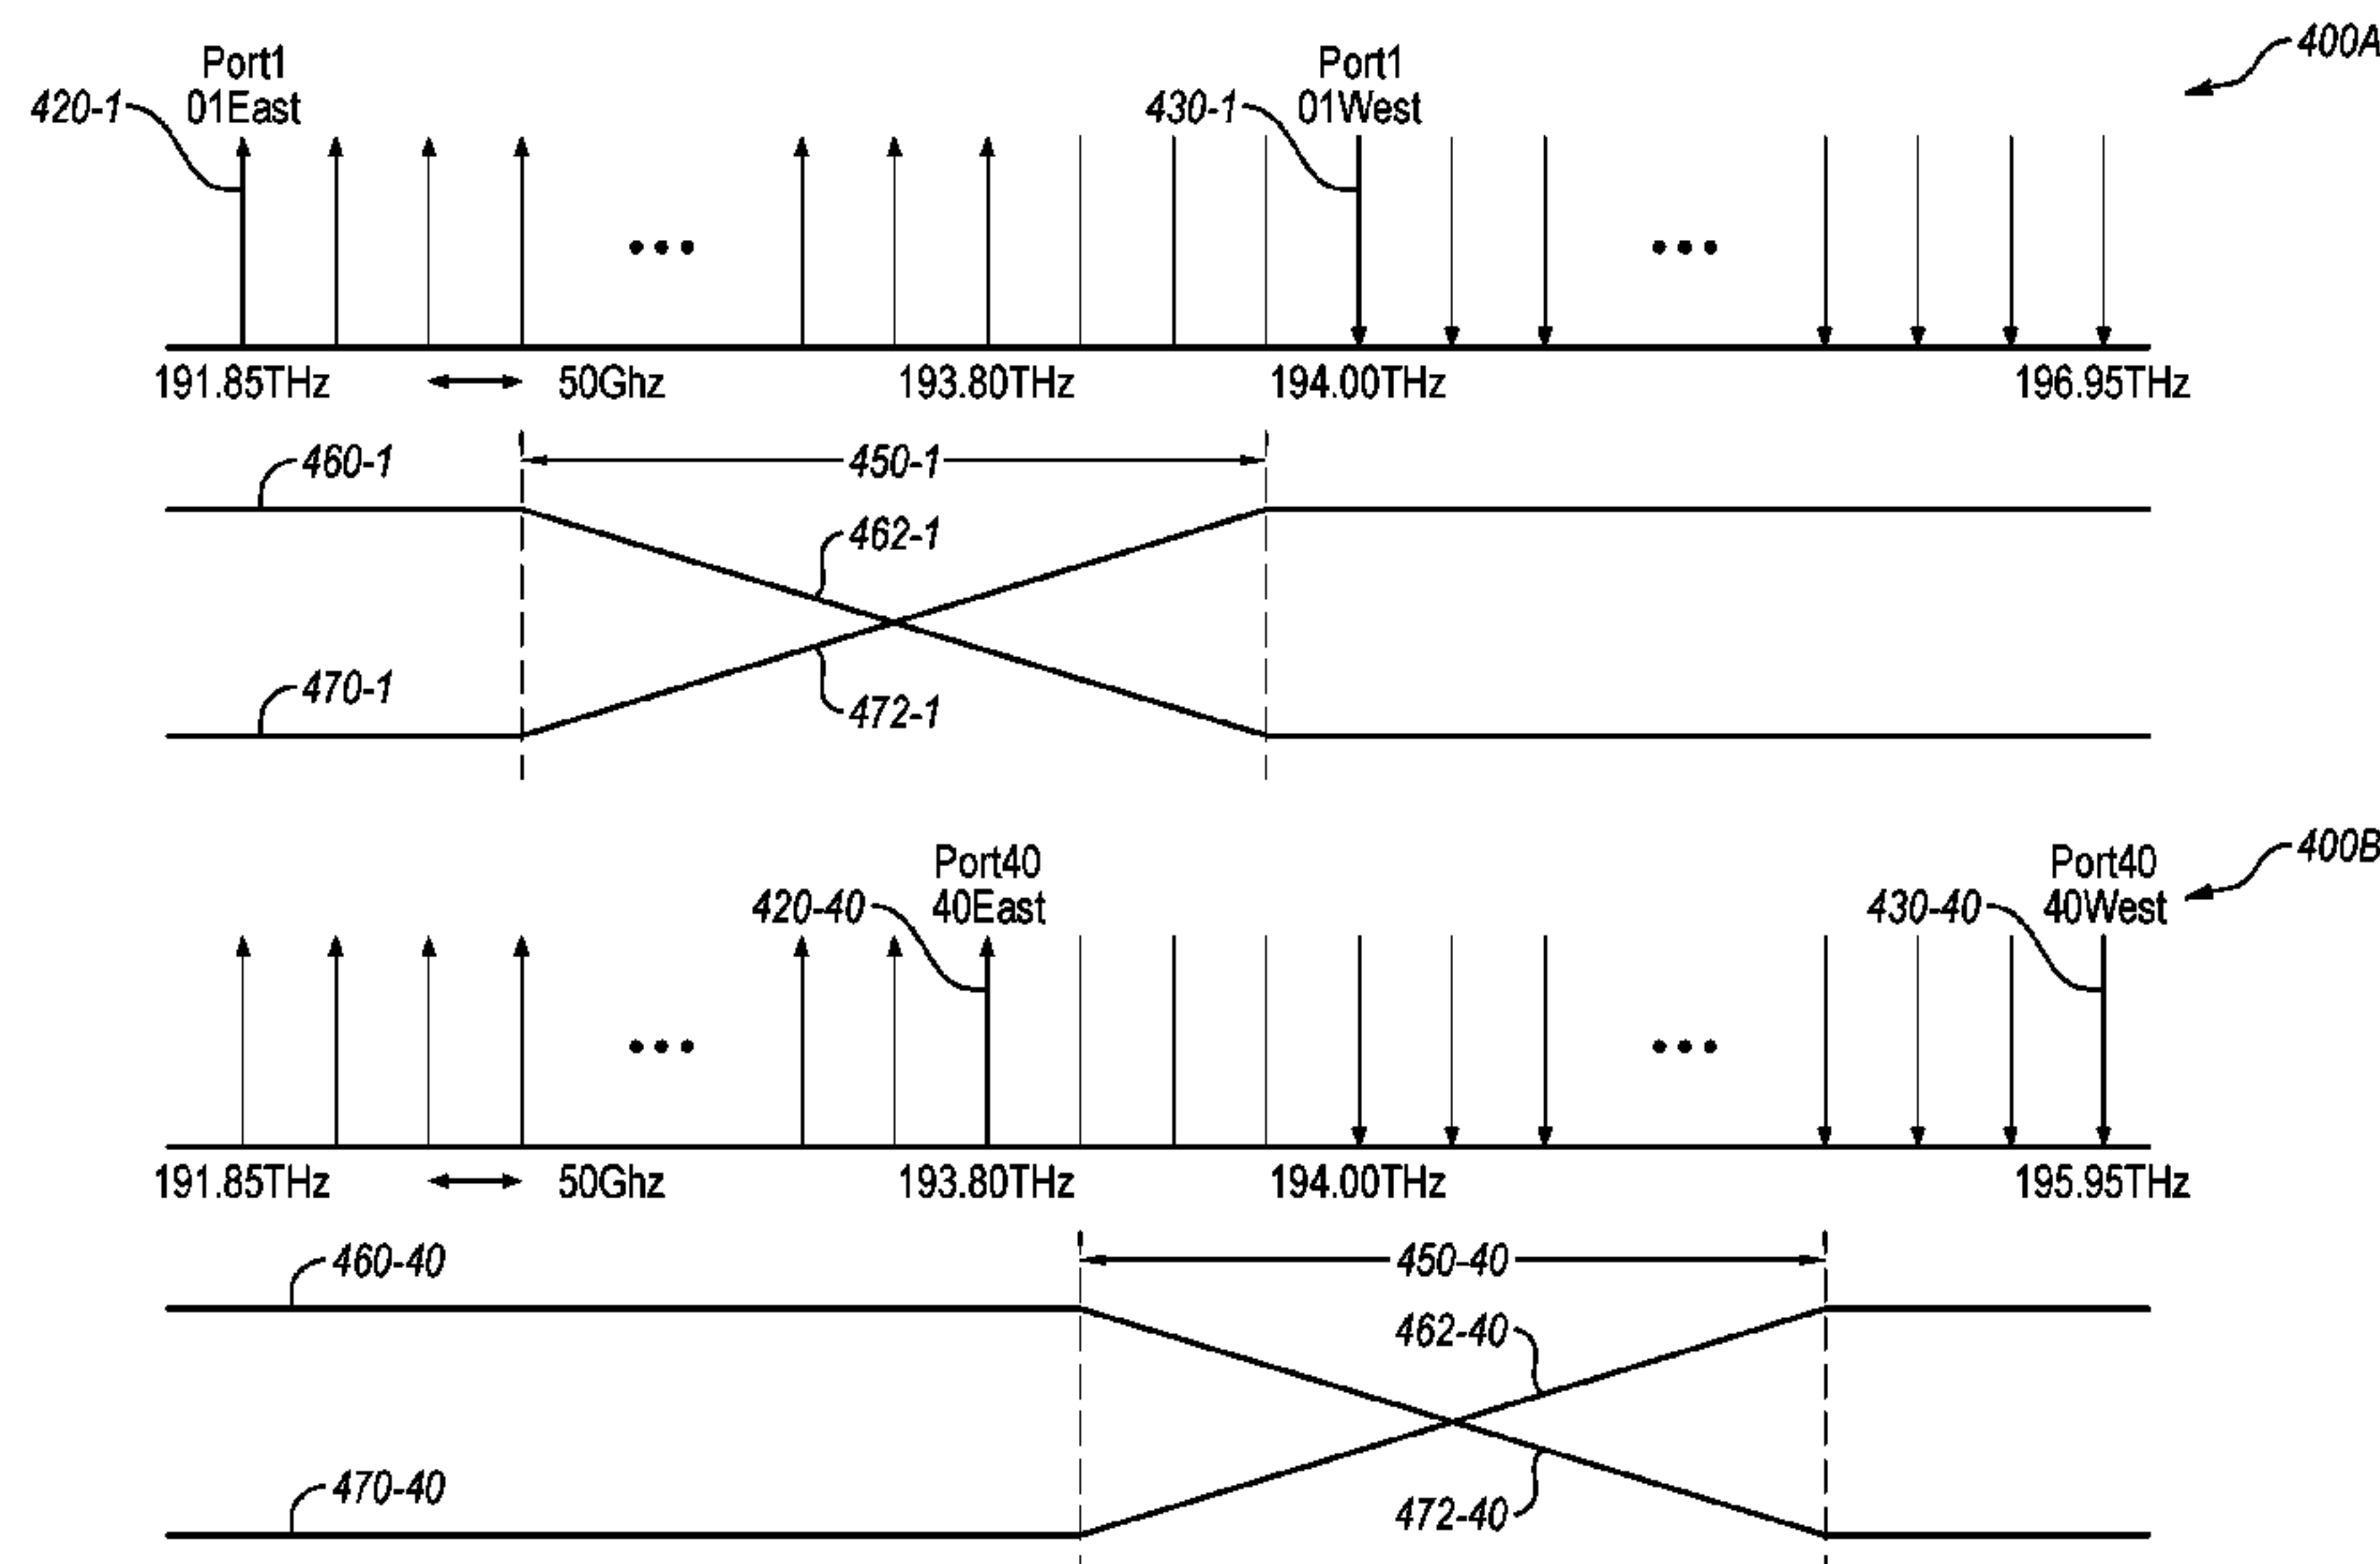 400A
Port1
01East
420-1
Port1
01West
430-1
191.85THz
50Ghz
193.80THz
194.00THz
196.95THz
460-1
450-1
462-1
470-1
472-1
400B
Port40
40East
420-40
Port40
40West
430-40
191.85THz
50Ghz
193.80THz
194.00THz
195.95THz
460-40
450-40
462-40
470-40
472-40